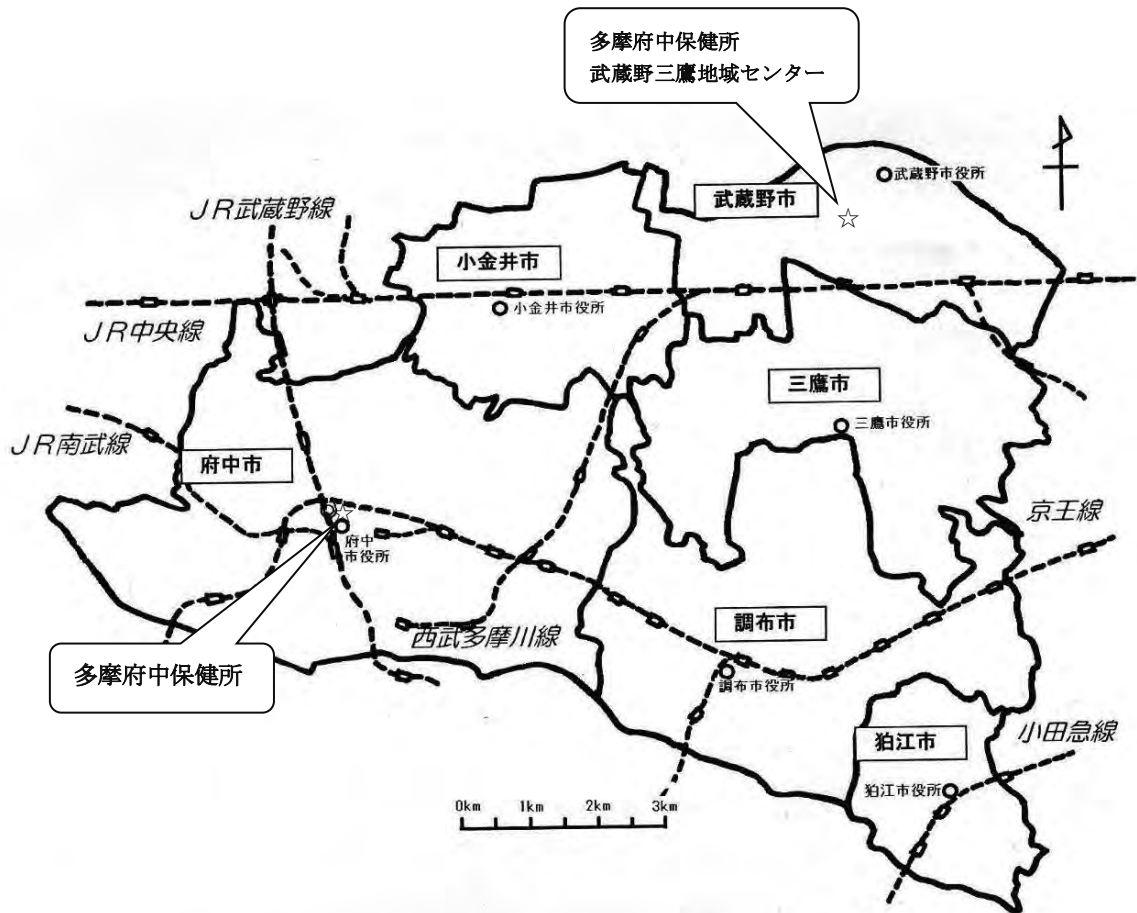 多摩府中保健所
武蔵野三鷹地域センター
武蔵野市役所
武蔵野市
JR武蔵野線
小金井市
小金井市役所
JR中央線
三鷹市
三鷹市役所
JR南武線
府中市
京王線
府中
市役所
調布市
西武多摩川線
多摩府中保健所
調布市役所
小田急線
狛江市
狛江市役所
0km 1km 2km 3km